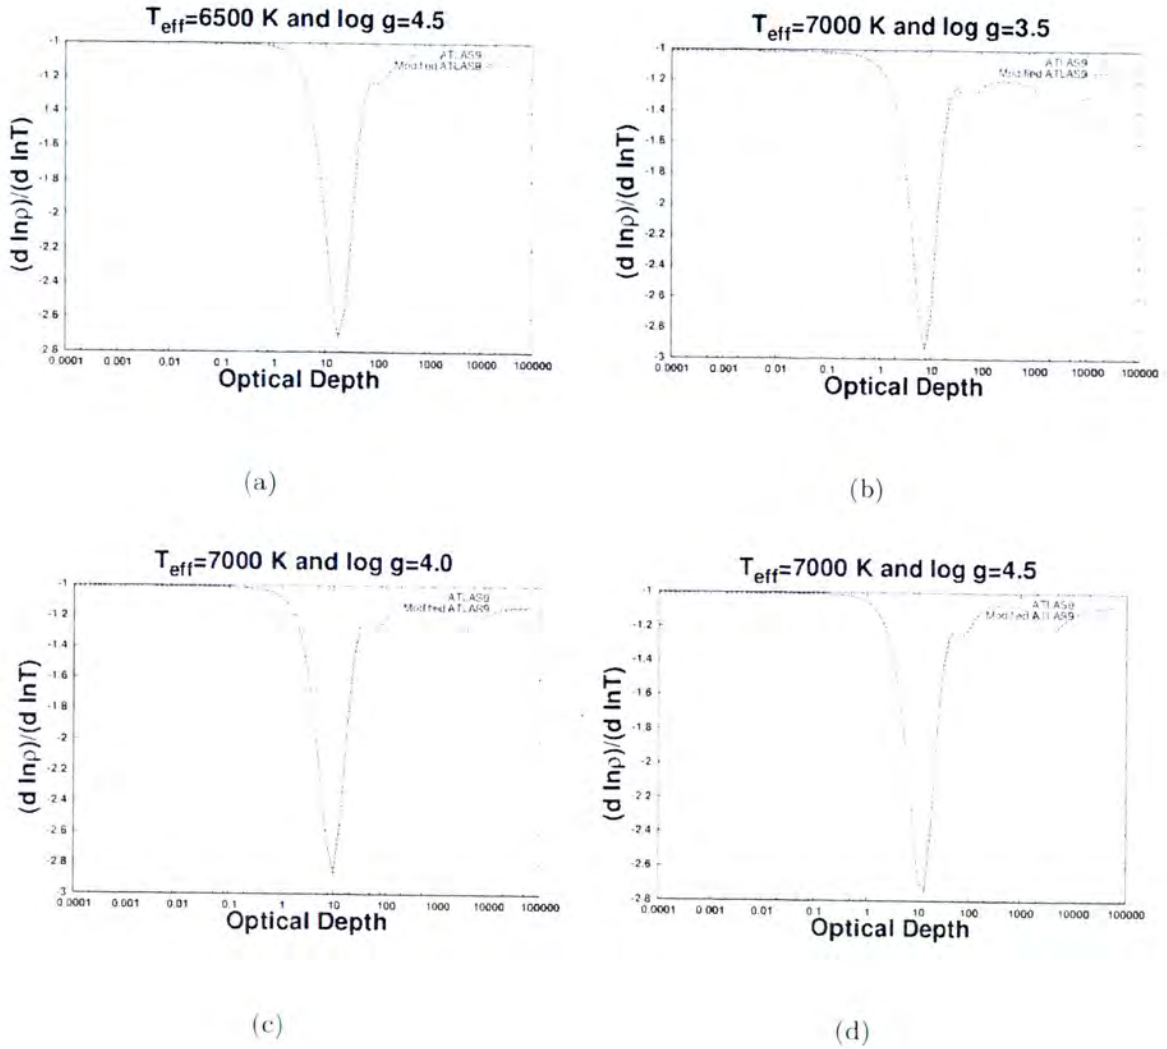 T_eff=6500 K and log g=4.5
-1
-1.2
-1.4
-1.6
-1.8
-2
-2.2
-2.4
-2.6
2.8
(d lnρ)/(d lnT)
ATLAS9
Modified ATLAS9
0.0001 0.001 0.01 0.1 1 10 100 1000 10000 100000
Optical Depth
(a)
T_eff=7000 K and log g=3.5
-1
-1.2
-1.4
-1.6
-1.8
-2
-2.2
-2.4
-2.6
-2.8
-3
(d lnρ)/(d lnT)
ATLAS9
Modified ATLAS9
0.0001 0.001 0.01 0.1 1 10 100 1000 10000 100000
Optical Depth
(b)
T_eff=7000 K and log g=4.0
-1
-1.2
-1.4
-1.6
-1.8
-2
-2.2
-2.4
-2.6
-2.8
-3
(d lnρ)/(d lnT)
ATLAS9
Modified ATLAS9
0.0001 0.001 0.01 0.1 1 10 100 1000 10000 100000
Optical Depth
(c)
T_eff=7000 K and log g=4.5
-1
-1.2
-1.4
-1.6
-1.8
-2
-2.2
-2.4
-2.6
-2.8
(d lnρ)/(d lnT)
ATLAS9
Modified ATLAS9
0.0001 0.001 0.01 0.1 1 10 100 1000 10000 100000
Optical Depth
(d)